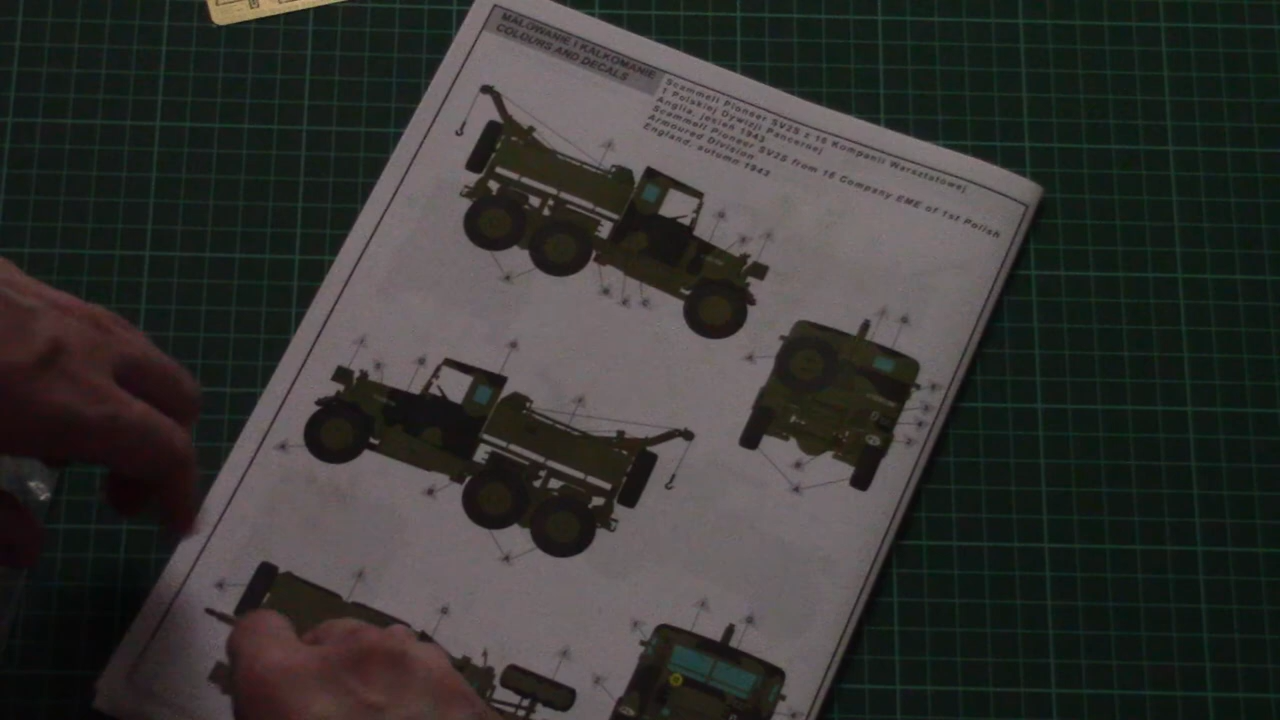 MALOWANIE I KALKOMANIE
COLOURS AND DECALS
Scammell Pioneer SV2S z 16 Kompanii Warsztatowej
1 Polskiej Dywizji Pancernej
Anglia, jesień 1943
Scammell Pioneer SV2S from 16 Company EME of 1st Polish
Armoured Division
England, autumn 1943